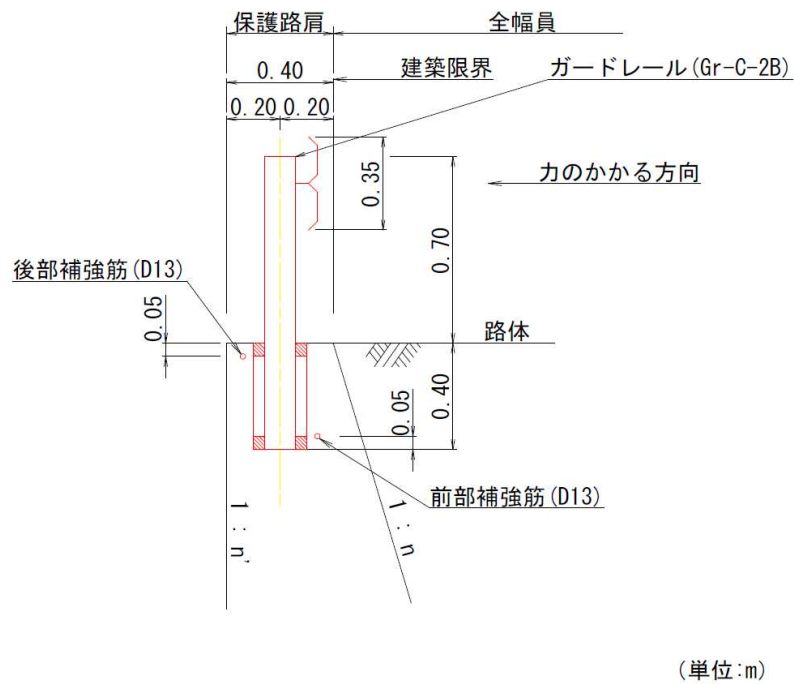 保護路肩
全幅員
0.40
建築限界
ガードレール(Gr-C-2B)
0.20
0.20
0.35
力のかかる方向
0.70
後部補強筋(D13)
0.05
路体
0.40
0.05
前部補強筋(D13)
1:n'
1:n
(単位:m)